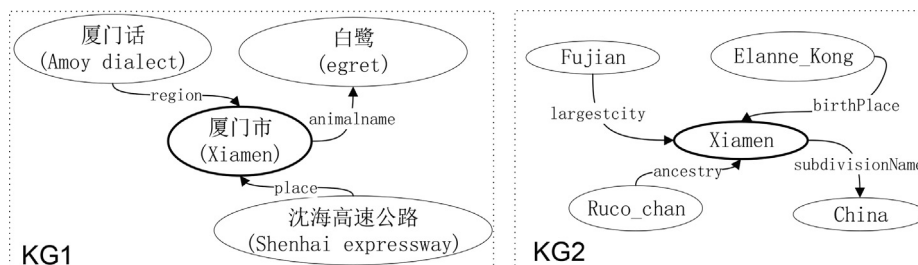 厦门话
(Amoy dialect)
白鹭
(egret)
region
animalname
厦门市
(Xiamen)
place
沈海高速公路
(Shenhai expressway)
KG1
Fujian
Elanne_Kong
largestcity
birthPlace
Xiamen
ancestry
subdivisionName
Ruco_chan
China
KG2